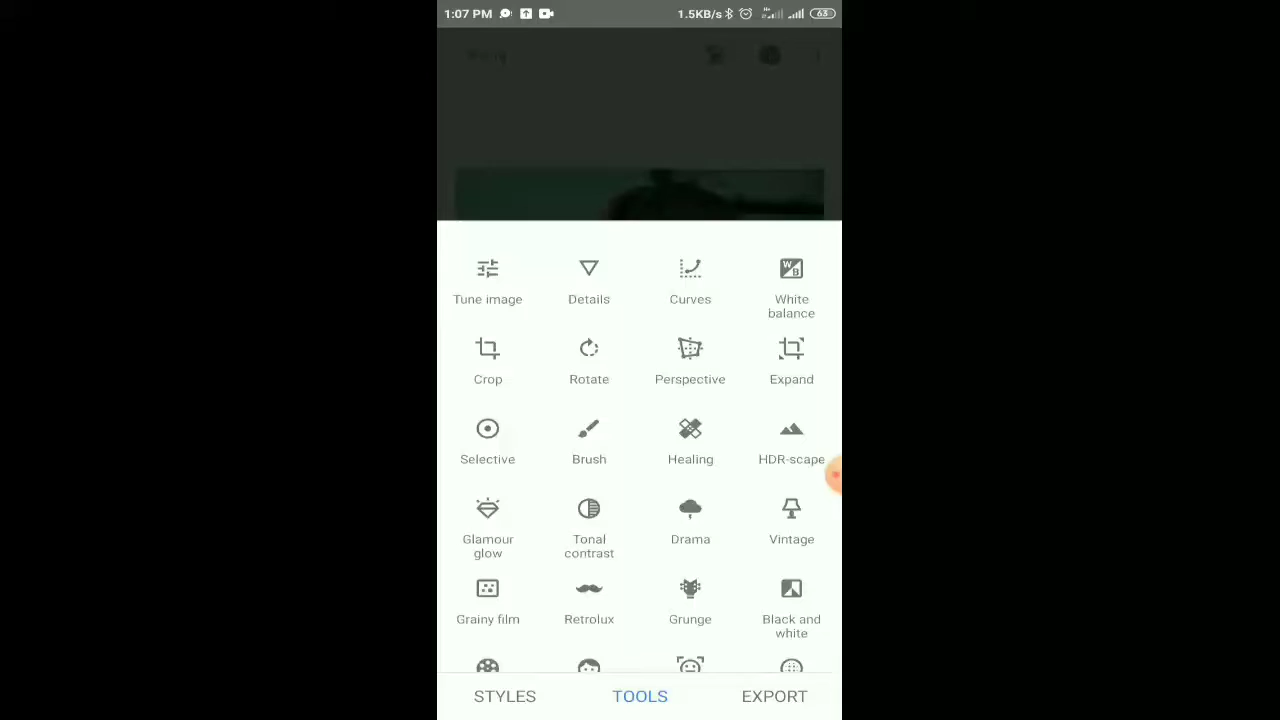 1:07 PM 1.5KB/s 63
Tune image Details Curves White balance
Crop Rotate Perspective Expand
Selective Brush Healing HDR-scape
Glamour glow Tonal contrast Drama Vintage
Grainy film Retrolux Grunge Black and white
STYLES TOOLS EXPORT